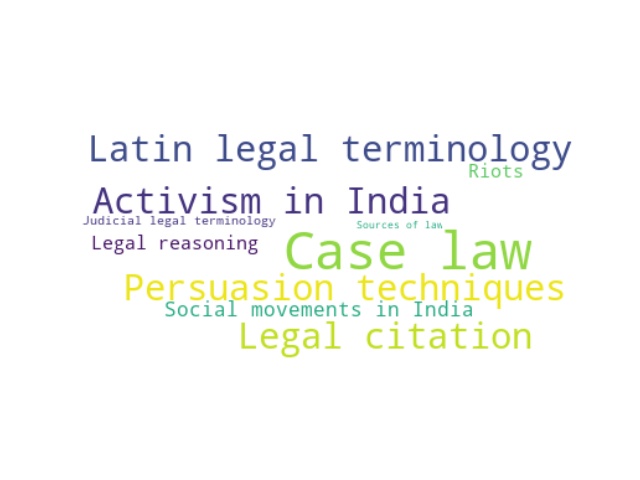 Latin legal terminology
Riots
Activism in India
Judicial legal terminology
Sources of law
Legal reasoning
Case law
Persuasion techniques
Social movements in India
Legal citation